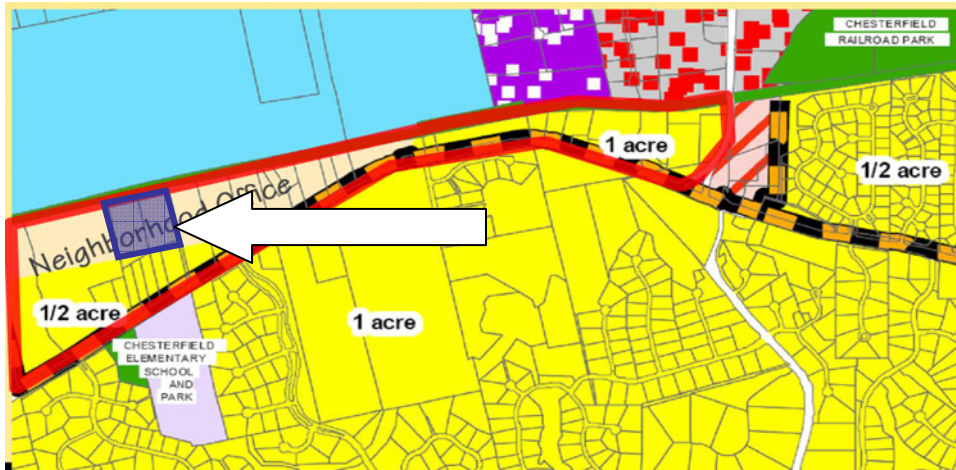 CHESTERFIELD
RAILROAD PARK
1 acre
1/2 acre
Neighborhood Office
1/2 acre
1 acre
CHESTERFIELD
ELEMENTARY
SCHOOL
AND
PARK